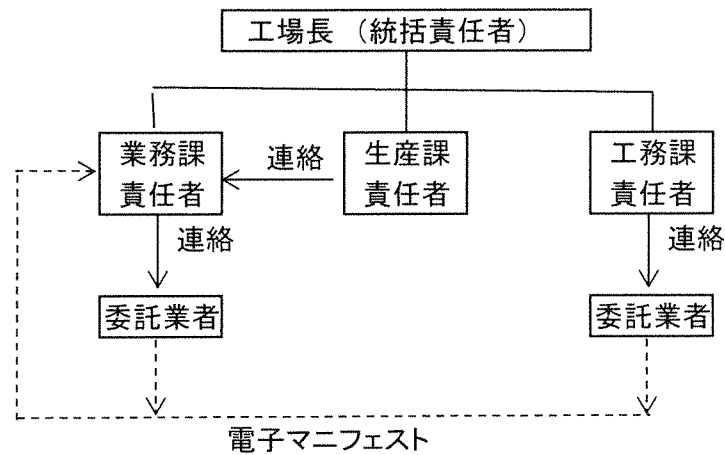 工場長 （統括責任者）
業務課
責任者
連絡
生産課
責任者
工務課
責任者
連絡
連絡
委託業者
委託業者
電子マニフェスト